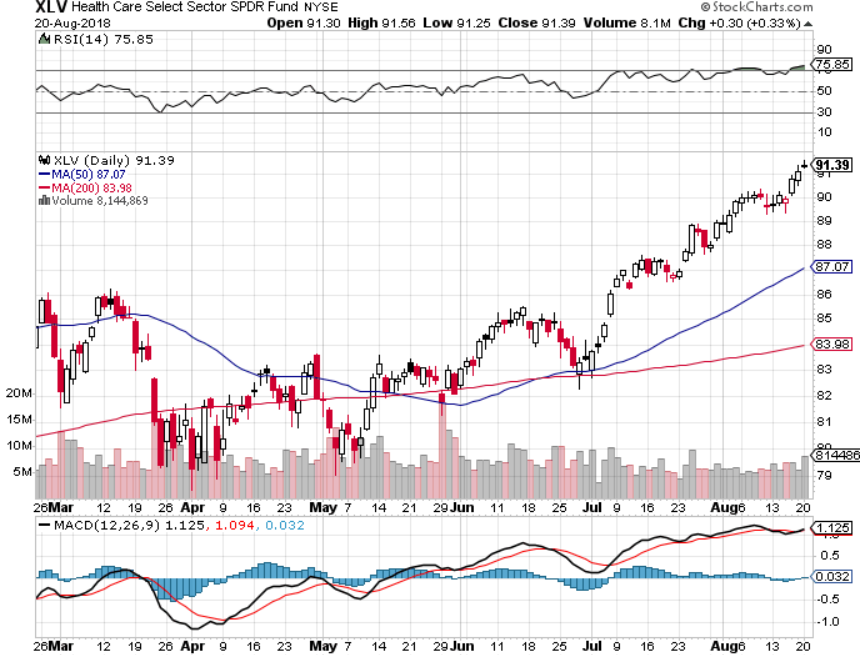 XLV Health Care Select Sector SPDR Fund NYSE © StockCharts.com
20-Aug-2018 Open 91.30 High 91.56 Low 91.25 Close 91.39 Volume 8.1M Chg +0.30 (+0.33%)
RSI(14) 75.85
90
75.85
50
30
10
XLV (Daily) 91.39
MA(50) 87.07
MA(200) 83.98
Volume 8,144,869
91.39
91
90
89
88
87.07
86
85
83.98
83
20M 82
15M 81
10M 80
814486
5M 79
26 Mar 12 19 26 Apr 9 16 23 May 7 14 21 29 Jun 11 18 25 Jul 9 16 23 Aug 6 13 20
MACD(12,26,9) 1.125, 1.094, 0.032
1.125
1.0
0.5
0.032
-0.5
-1.0
26 Mar 12 19 26 Apr 9 16 23 May 7 14 21 29 Jun 11 18 25 Jul 9 16 23 Aug 6 13 20